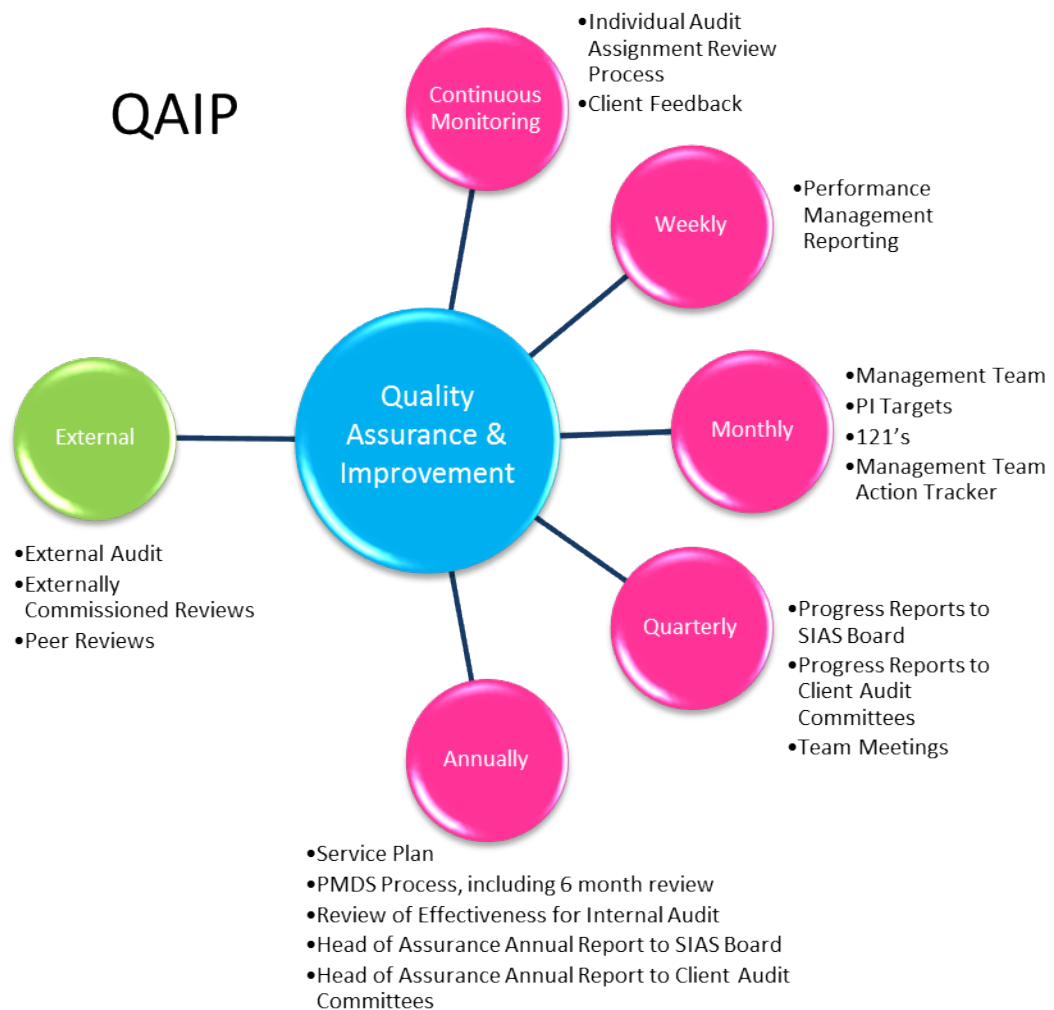 QAIP
Continuous
Monitoring
•Individual Audit
Assignment Review
Process
•Client Feedback
Weekly
•Performance
Management
Reporting
Monthly
•Management Team
•PI Targets
•121’s
•Management Team
Action Tracker
Quality
Assurance &
Improvement
External
•External Audit
•Externally
Commissioned Reviews
•Peer Reviews
Quarterly
•Progress Reports to
SIAS Board
•Progress Reports to
Client Audit
Committees
•Team Meetings
Annually
•Service Plan
•PMDS Process, including 6 month review
•Review of Effectiveness for Internal Audit
•Head of Assurance Annual Report to SIAS Board
•Head of Assurance Annual Report to Client Audit
Committees